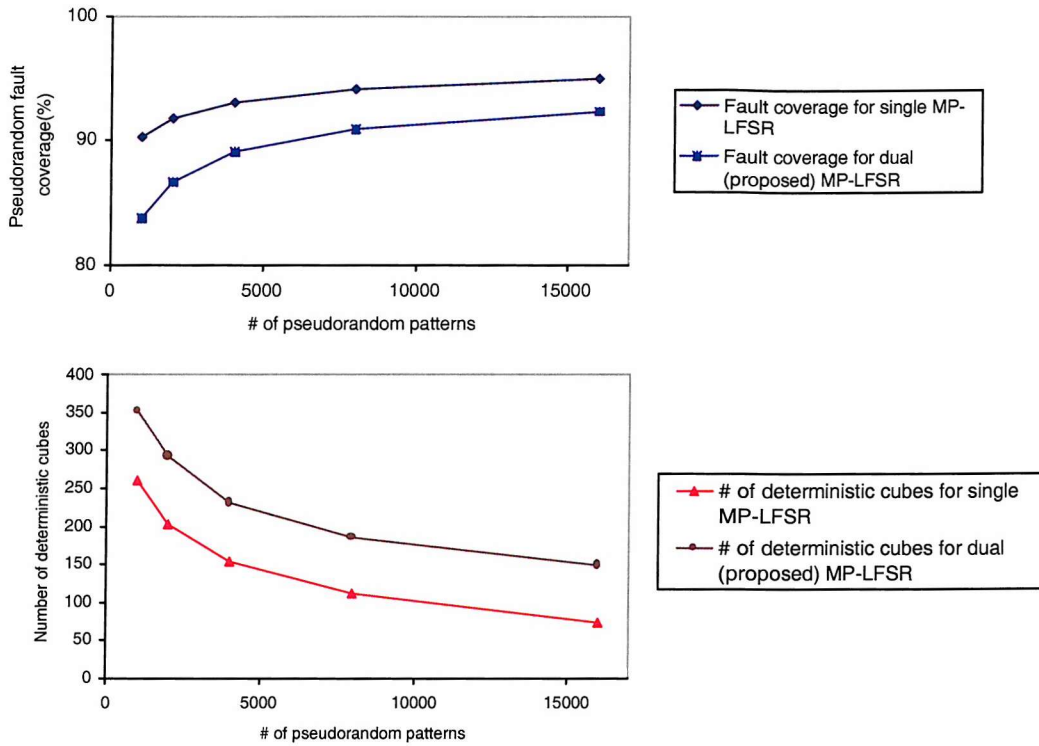 100
90
80
Pseudorandom fault
coverage(%)
0
5000
10000
15000
# of pseudorandom patterns
Fault coverage for single MP-
LFSR
Fault coverage for dual
(proposed) MP-LFSR
400
350
300
250
200
150
100
50
0
Number of deterministic cubes
0
5000
10000
15000
# of pseudorandom patterns
# of deterministic cubes for single
MP-LFSR
# of deterministic cubes for dual
(proposed) MP-LFSR